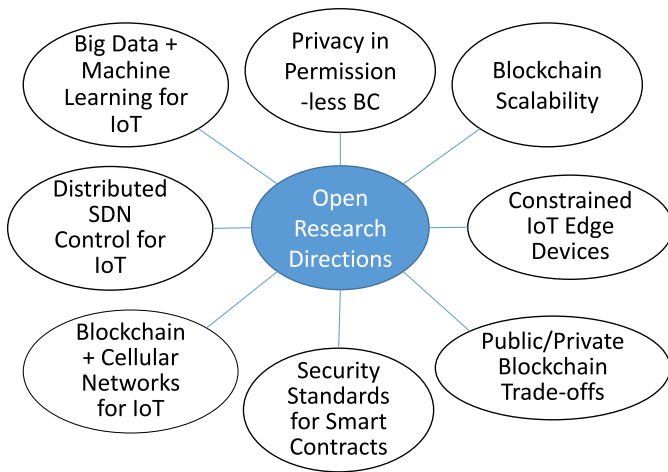 Big Data +
Machine
Learning for
IoT
Privacy in
Permission
-less BC
Blockchain
Scalability
Distributed
SDN
Control for
IoT
Open
Research
Directions
Constrained
IoT Edge
Devices
Blockchain
+ Cellular
Networks
for IoT
Security
Standards
for Smart
Contracts
Public/Private
Blockchain
Trade-offs